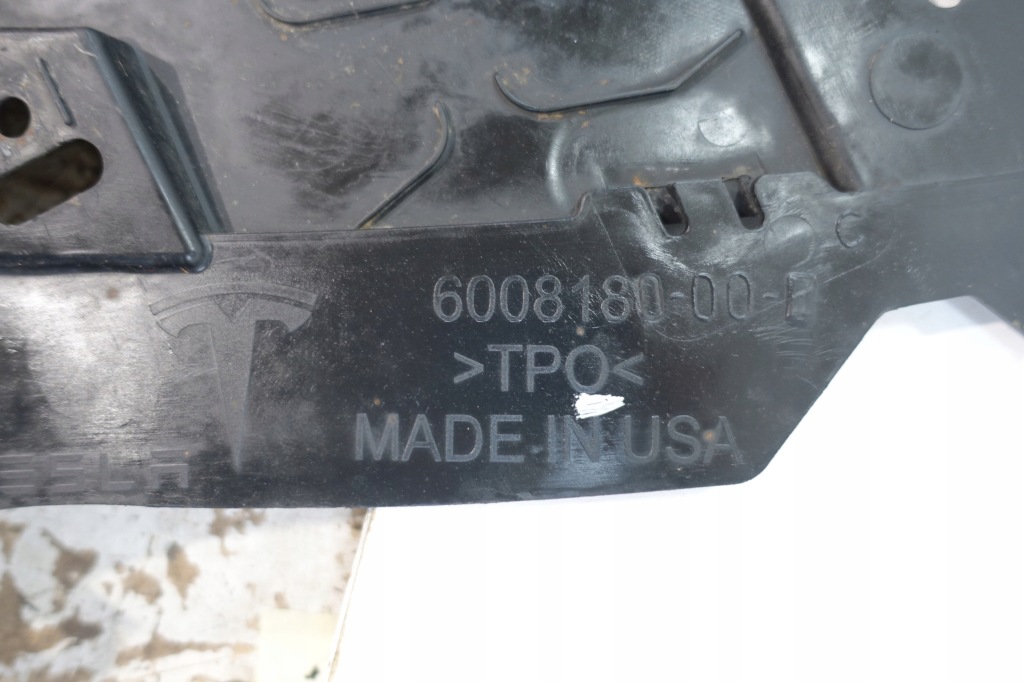 6008180-00-E
>TPO<
MADE IN USA